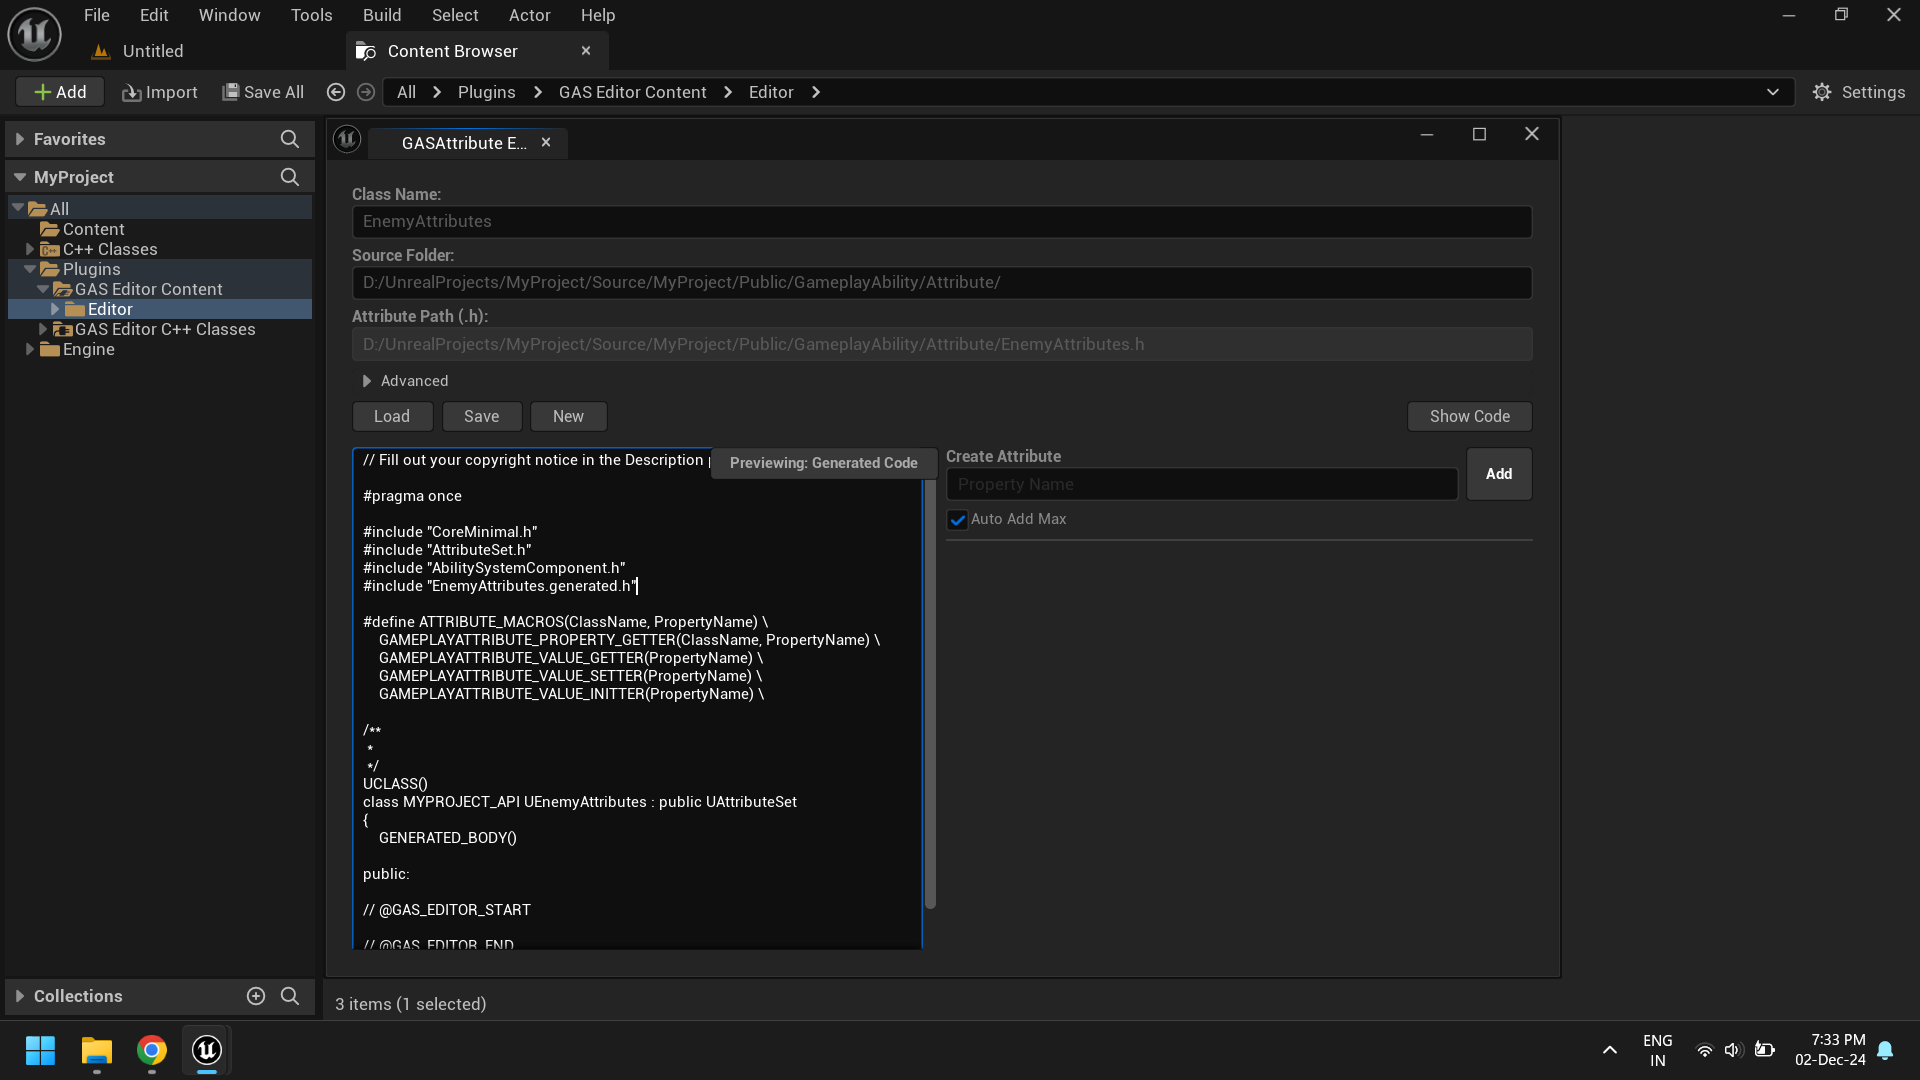 File Edit Window Tools Build Select Actor Help
Untitled
Content Browser
Add Import Save All All Plugins GAS Editor Content Editor Settings
Favorites
MyProject
All
Content
C++ Classes
Plugins
GAS Editor Content
Editor
GAS Editor C++ Classes
Engine
Collections
GASAttribute E...
Class Name:
EnemyAttributes
Source Folder:
D:/UnrealProjects/MyProject/Source/MyProject/Public/GameplayAbility/Attribute/
Attribute Path (.h):
D:/UnrealProjects/MyProject/Source/MyProject/Public/GameplayAbility/Attribute/EnemyAttributes.h
Advanced
Load Save New Show Code
// Fill out your copyright notice in the Description
Previewing: Generated Code
#pragma once
#include "CoreMinimal.h"
#include "AttributeSet.h"
#include "AbilitySystemComponent.h"
#include "EnemyAttributes.generated.h"
#define ATTRIBUTE_MACROS(ClassName, PropertyName) \
GAMEPLAYATTRIBUTE_PROPERTY_GETTER(ClassName, PropertyName) \
GAMEPLAYATTRIBUTE_VALUE_GETTER(PropertyName) \
GAMEPLAYATTRIBUTE_VALUE_SETTER(PropertyName) \
GAMEPLAYATTRIBUTE_VALUE_INITTER(PropertyName) \
/**
*
*/
UCLASS()
class MYPROJECT_API UEnemyAttributes : public UAttributeSet
{
GENERATED_BODY()
public:
// @GAS_EDITOR_START
// @GAS_EDITOR_END
Create Attribute
Property Name
Add
Auto Add Max
3 items (1 selected)
ENG
IN
7:33 PM
02-Dec-24